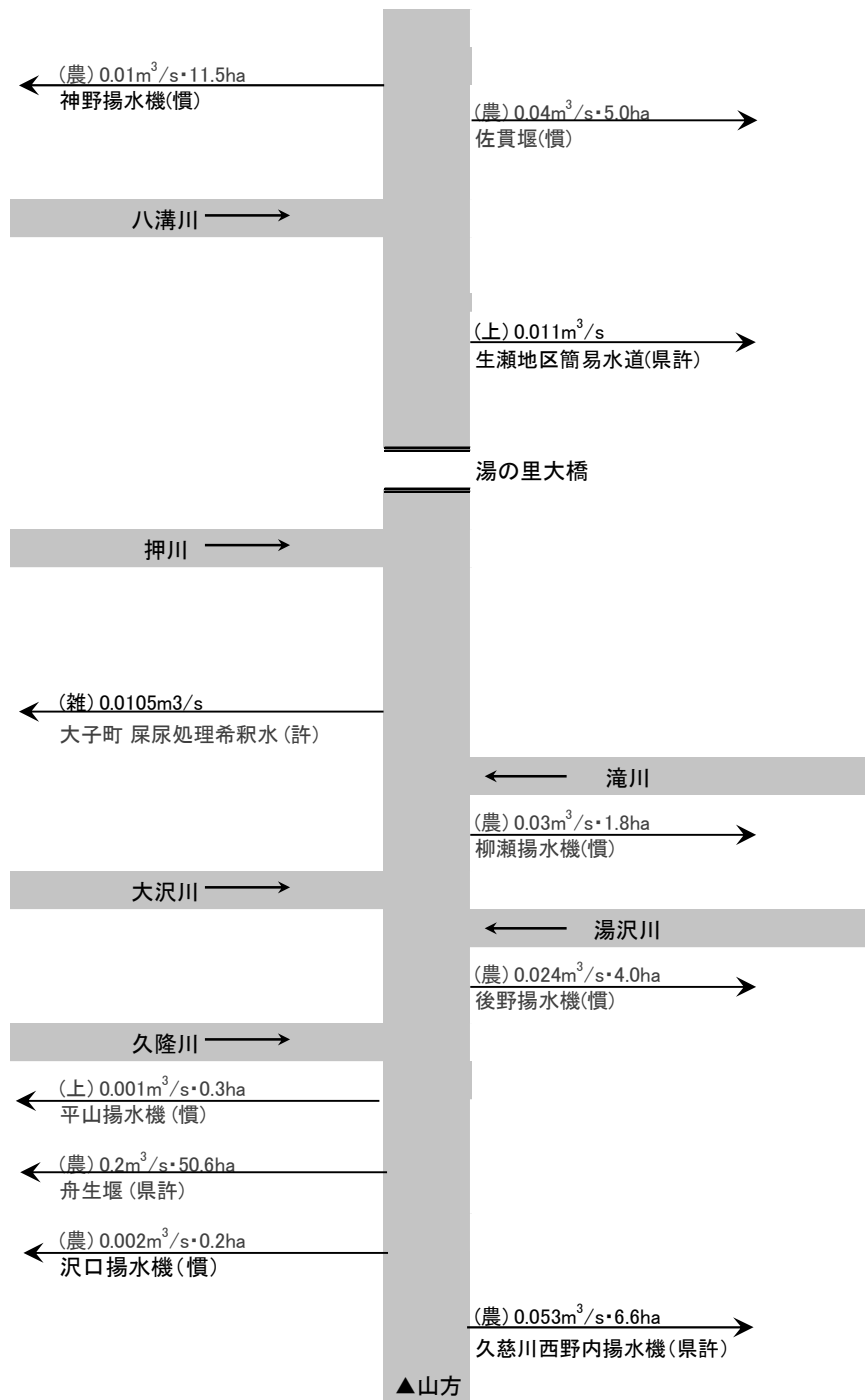 (農) 0.01m³/s・11.5ha
神野揚水機(慣)
(農) 0.04m³/s・5.0ha
佐貫堰(慣)
八溝川
(上) 0.011m³/s
生瀬地区簡易水道(県許)
湯の里大橋
押川
(雑) 0.0105m3/s
大子町 屎尿処理希釈水 (許)
滝川
(農) 0.03m³/s・1.8ha
柳瀬揚水機(慣)
大沢川
湯沢川
(農) 0.024m³/s・4.0ha
後野揚水機(慣)
久隆川
(上) 0.001m³/s・0.3ha
平山揚水機 (慣)
(農) 0.2m³/s・50.6ha
舟生堰 (県許)
(農) 0.002m³/s・0.2ha
沢口揚水機(慣)
(農) 0.053m³/s・6.6ha
久慈川西野内揚水機(県許)
▲山方